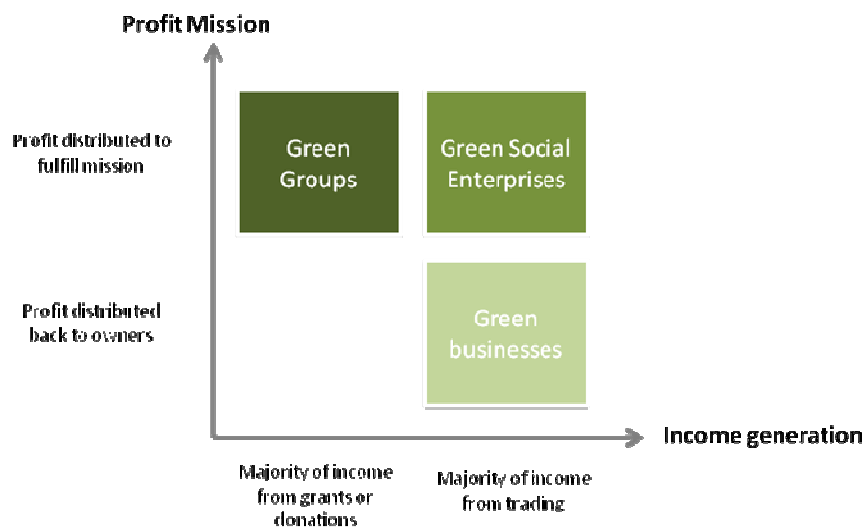 Profit Mission
Profit distributed to
fulfill mission
Green
Groups
Green Social
Enterprises
Profit distributed
back to owners
Green
businesses
Income generation
Majority of income
from grants or
donations
Majority of income
from trading